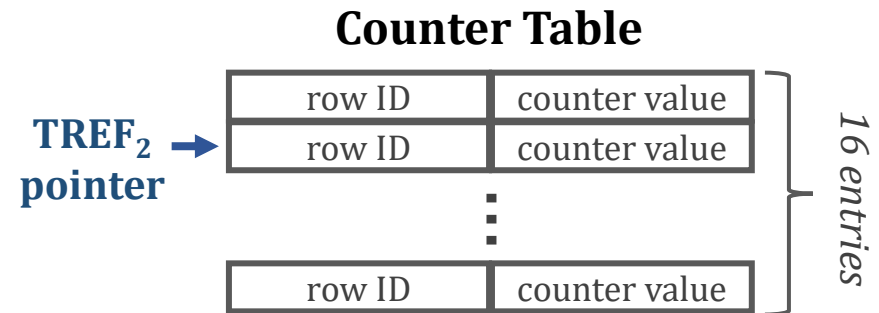 Counter Table
row ID counter value
TREF₂ pointer
row ID counter value
row ID counter value
16 entries